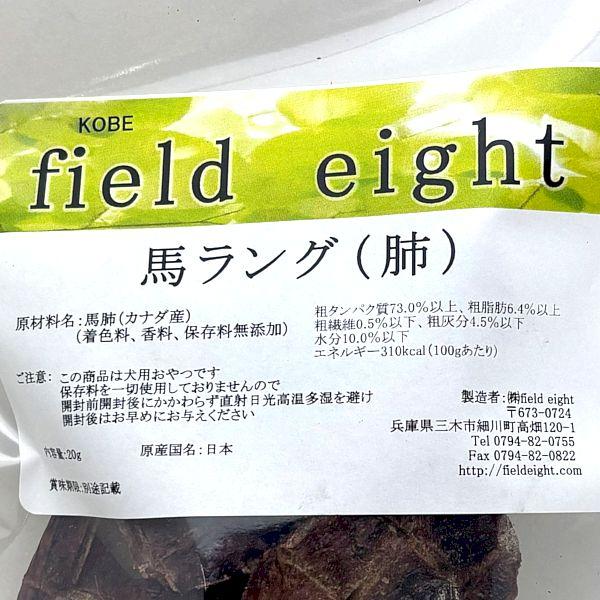 KOBE
field eight
馬ラング（肺）
原材料名：馬肺（カナダ産）
（着色料、香料、保存料無添加）
粗タンパク質73.0％以上、粗脂肪6.4％以上
粗繊維0.5％以下、粗灰分4.5％以下
水分10.0％以下
エネルギー310kcal（100gあたり）
ご注意： この商品は犬用おやつです
保存料を一切使用しておりませんので
開封前開封後にかかわらず直射日光高温多湿を避け
開封後はお早めにお与えください
内容量：20g
原産国名：日本
賞味期限：別途記載
製造者：㈱field eight
〒673-0724
兵庫県三木市細川町高畑120-1
Tel 0794-82-0755
Fax 0794-82-0822
http://fieldeight.com